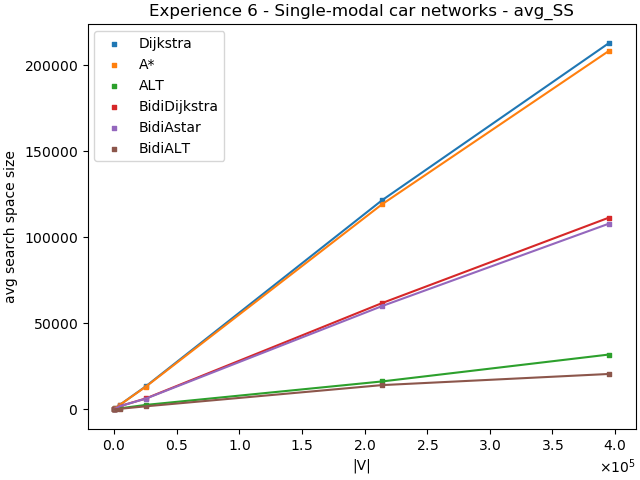 Experience 6 - Single-modal car networks - avg_SS
Dijkstra
A*
ALT
BidiDijkstra
BidiAstar
BidiALT
avg search space size
200000
150000
100000
50000
0
0.0 0.5 1.0 1.5 2.0 2.5 3.0 3.5 4.0
|V|
×10⁵